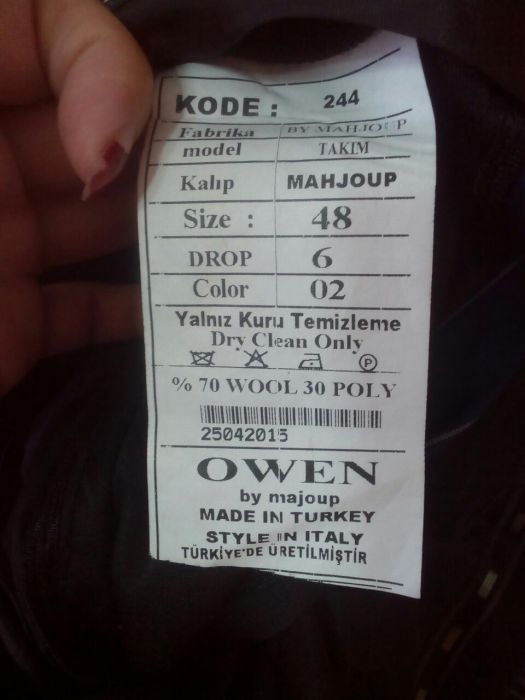 KODE : 244
Fabrika BY MAHJOUP
model TAKIM
Kalıp MAHJOUP
Size : 48
DROP 6
Color 02
Yalnız Kuru Temizleme
Dry Clean Only
P
% 70 WOOL 30 POLY
25042015
OWEN
by majoup
MADE IN TURKEY
STYLE IN ITALY
TÜRKİYE'DE ÜRETİLMİŞTİR